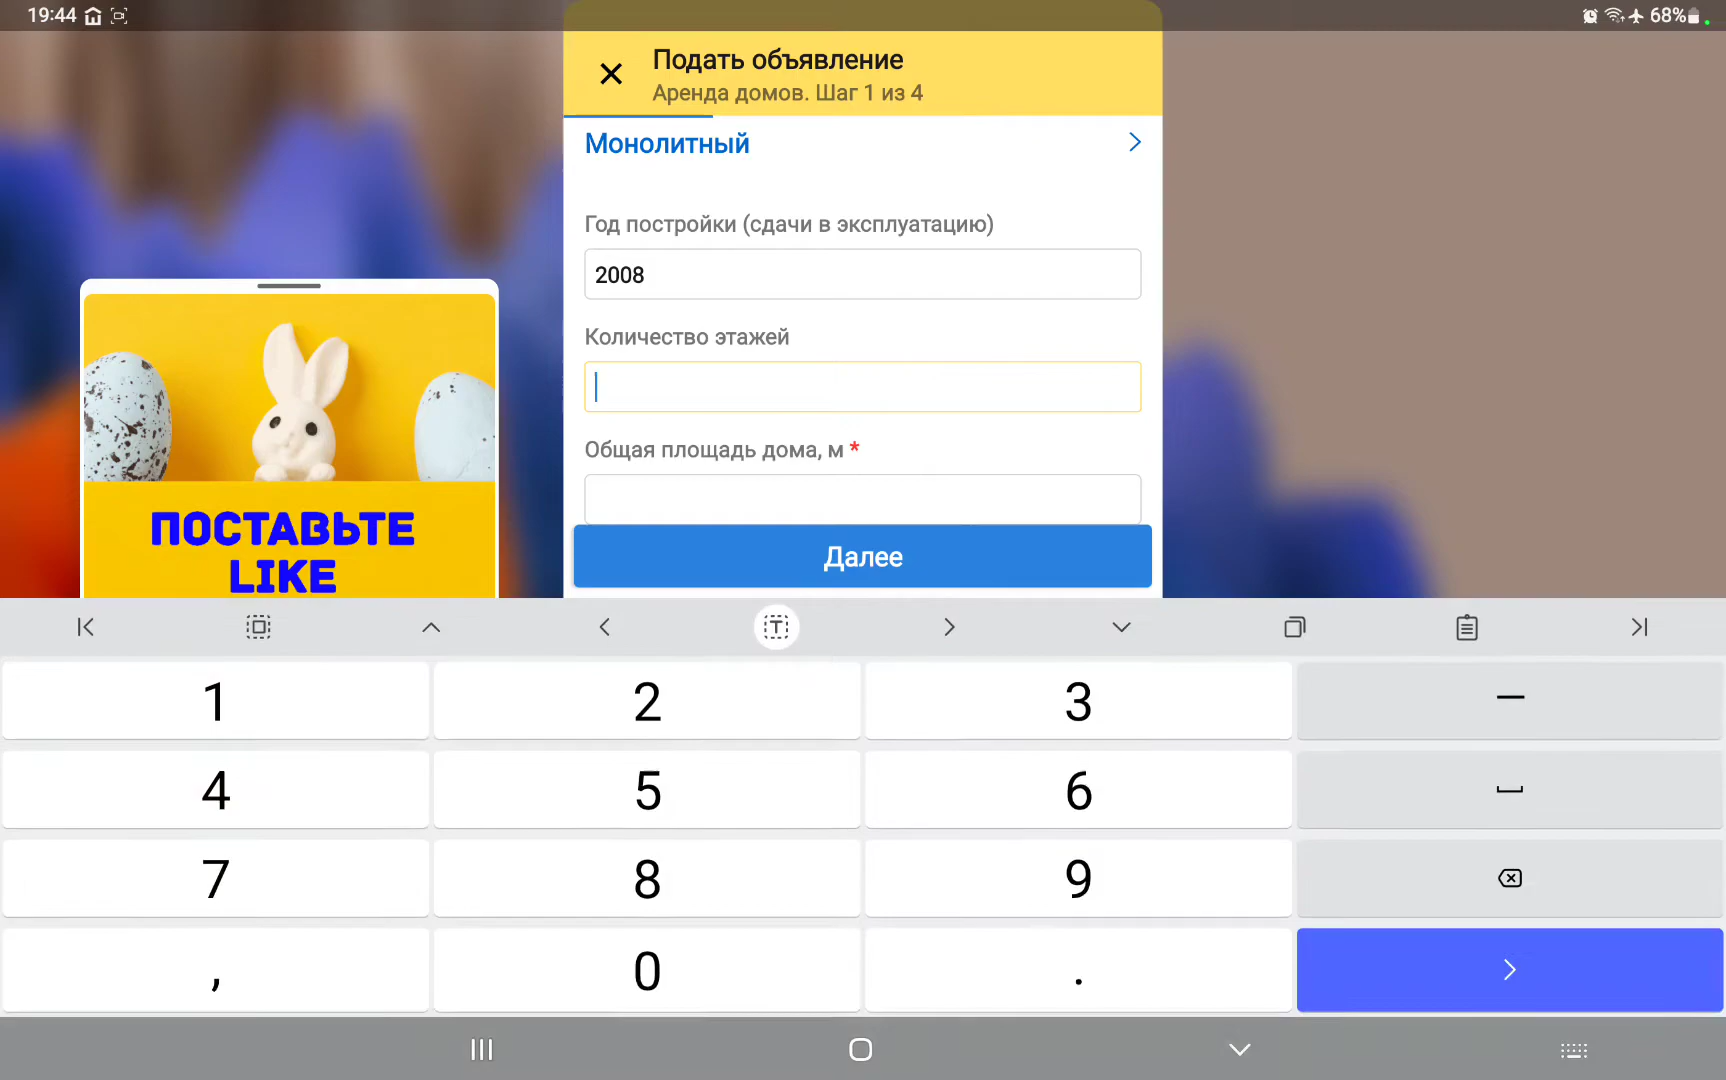 19:44
68%
Подать объявление
Аренда домов. Шаг 1 из 4
Монолитный
Год постройки (сдачи в эксплуатацию)
2008
Количество этажей
Общая площадь дома, м *
Далее
ПОСТАВЬТЕ
LIKE
1 2 3 –
4 5 6
7 8 9
, 0 .